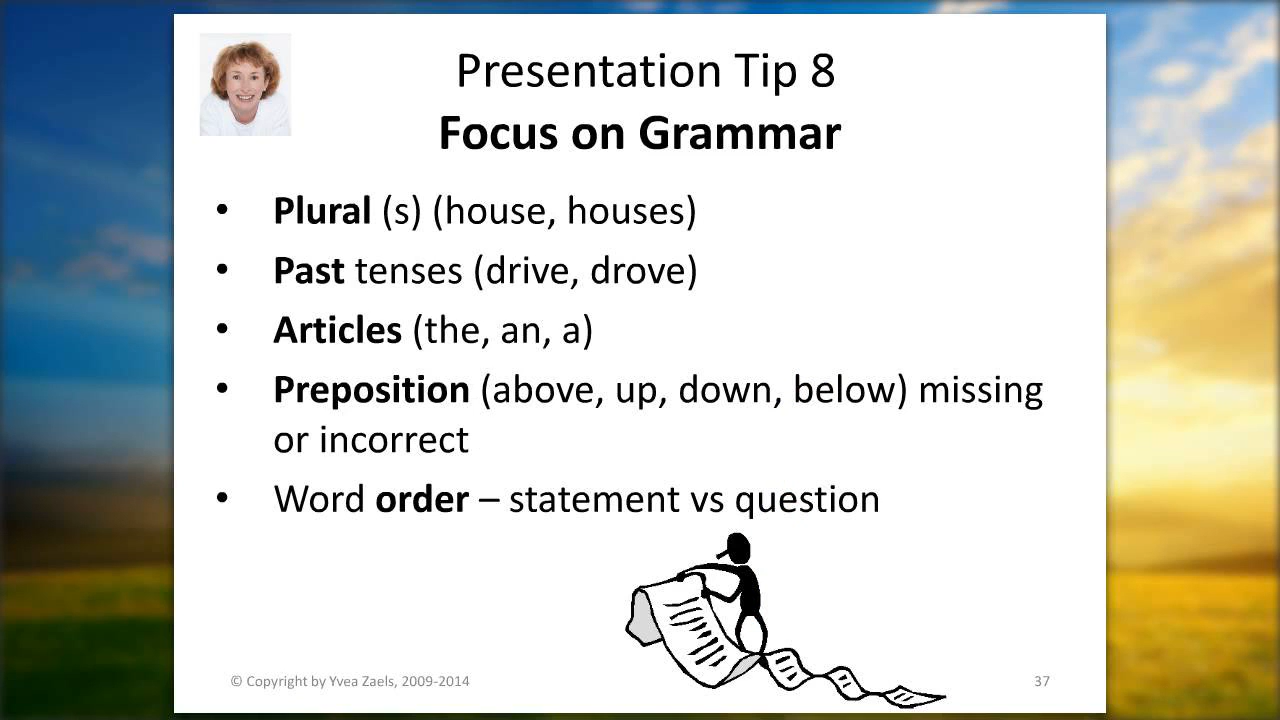 Presentation Tip 8
Focus on Grammar
• Plural (s) (house, houses)
• Past tenses (drive, drove)
• Articles (the, an, a)
• Preposition (above, up, down, below) missing
or incorrect
• Word order – statement vs question
© Copyright by Yvea Zaels, 2009-2014
37